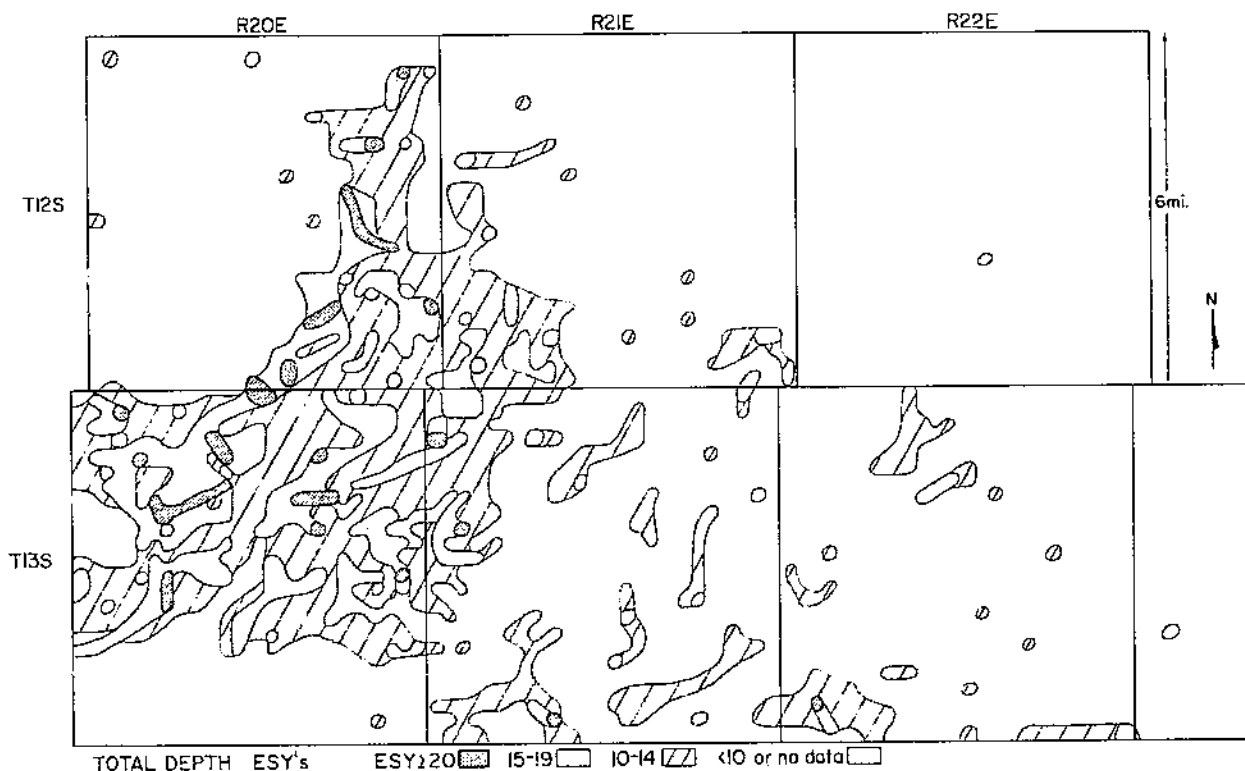 R20E R21E R22E
T12S
6mi.
N
T13S
TOTAL DEPTH ESY's ESY≥20 15-19 10-14 <10 or no data